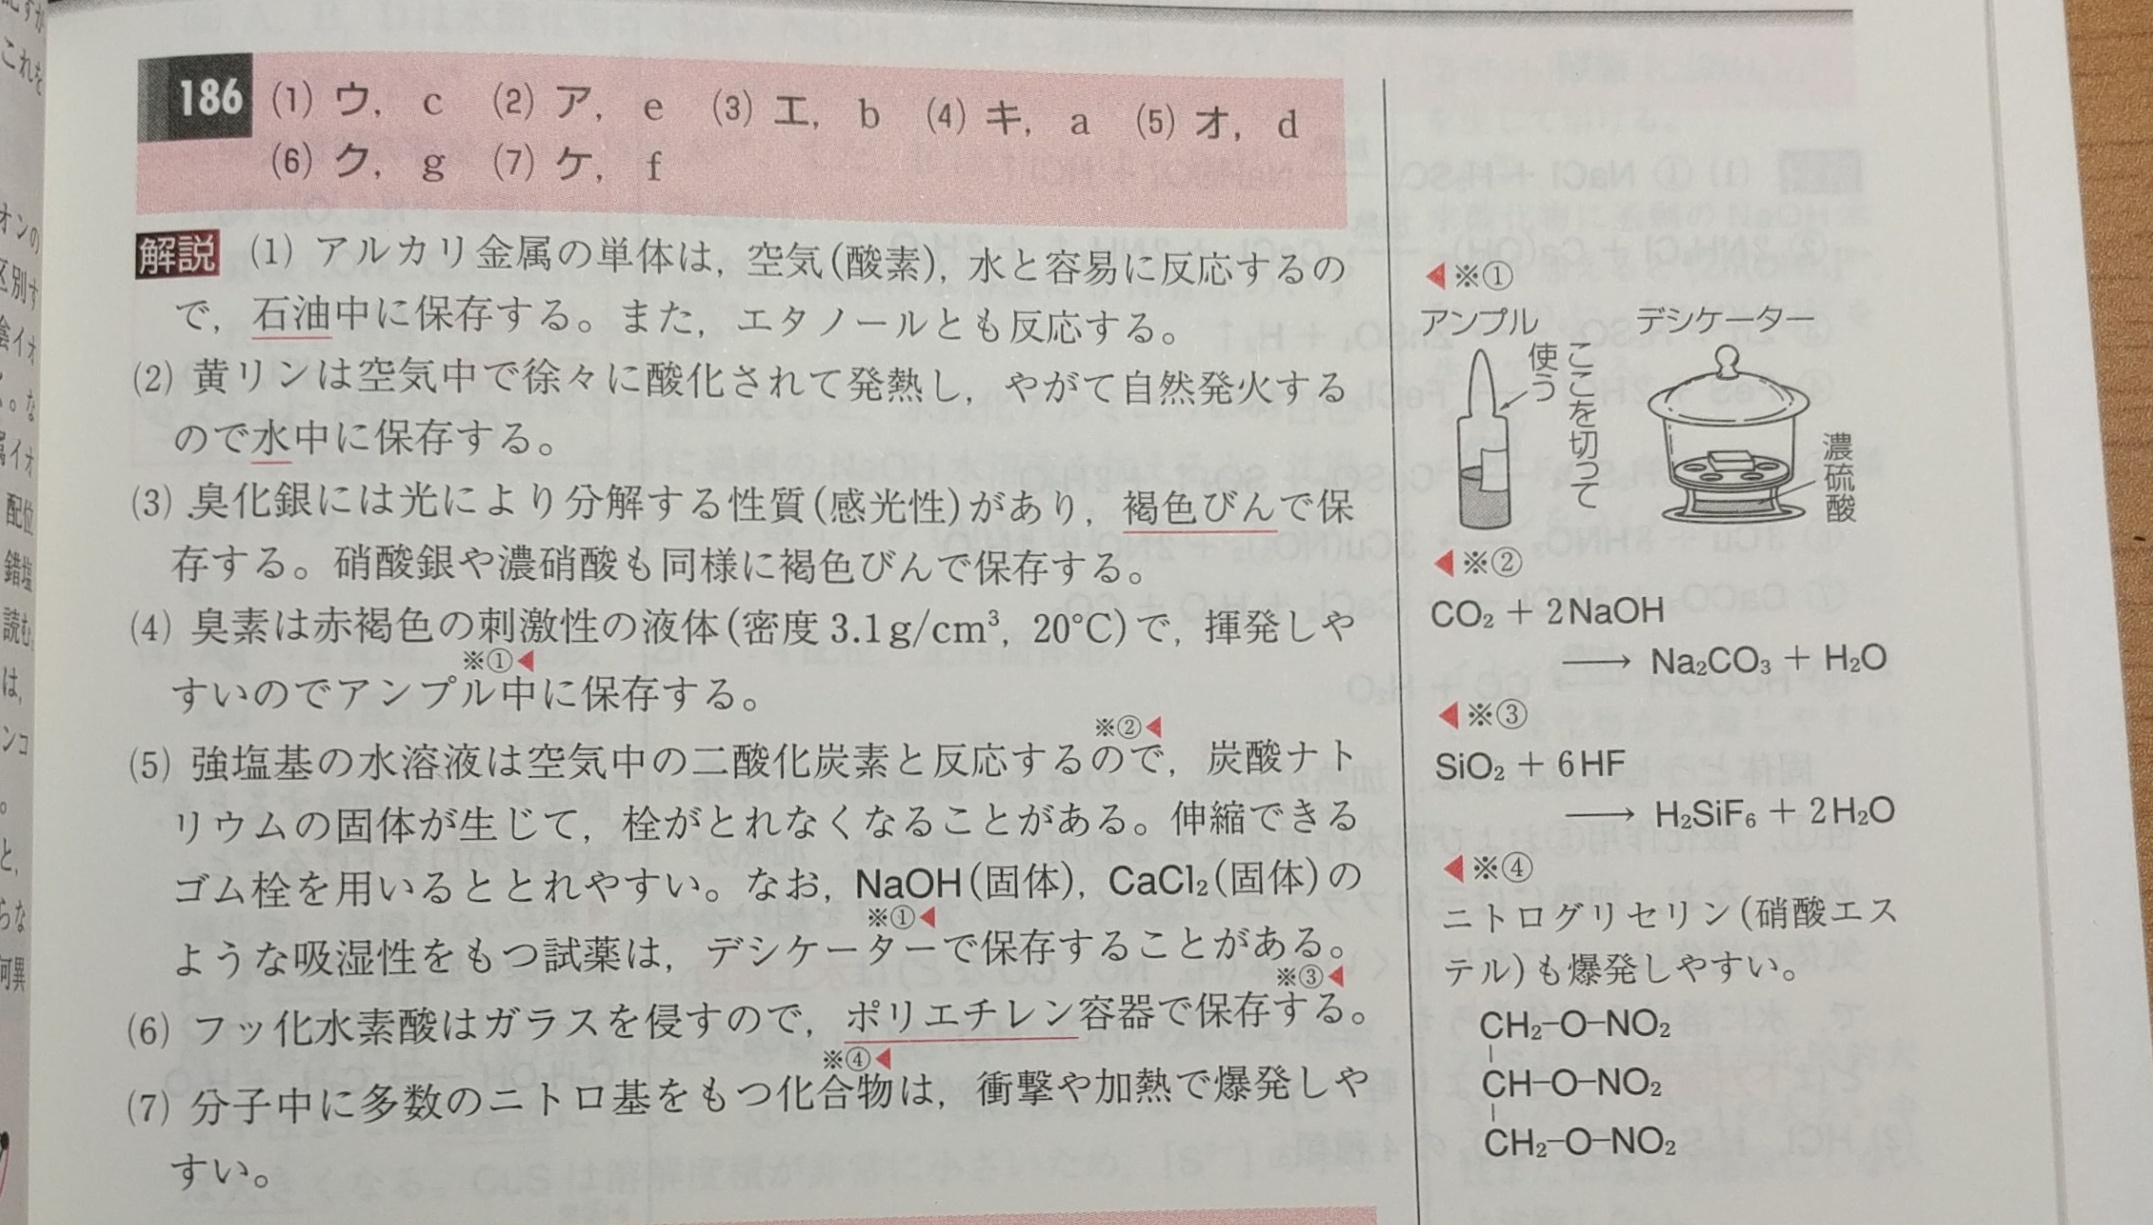 186 (1) ウ, c (2) ア, e (3) エ, b (4) キ, a (5) オ, d
(6) ク, g (7) ケ, f
解説 (1) アルカリ金属の単体は, 空気(酸素), 水と容易に反応するの
で, 石油中に保存する。また, エタノールとも反応する。
(2) 黄リンは空気中で徐々に酸化されて発熱し, やがて自然発火する
ので水中に保存する。
(3) 臭化銀には光により分解する性質(感光性)があり, 褐色びんで保
存する。硝酸銀や濃硝酸も同様に褐色びんで保存する。
(4) 臭素は赤褐色の刺激性の液体(密度 3.1g/cm³, 20℃)で, 揮発しや
※①◀
すいのでアンプル中に保存する。
※②◀
(5) 強塩基の水溶液は空気中の二酸化炭素と反応するので, 炭酸ナト
リウムの固体が生じて, 栓がとれなくなることがある。伸縮できる
ゴム栓を用いるととれやすい。なお, NaOH(固体), CaCl₂(固体)の
※①◀
ような吸湿性をもつ試薬は, デシケーターで保存することがある。
※③◀
(6) フッ化水素酸はガラスを侵すので, ポリエチレン容器で保存する。
※④◀
(7) 分子中に多数のニトロ基をもつ化合物は, 衝撃や加熱で爆発しや
すい。
◀※①
アンプル デシケーター
ここを切って
使う
濃硫酸
◀※②
CO₂ + 2NaOH
⟶ Na₂CO₃ + H₂O
◀※③
SiO₂ + 6HF
⟶ H₂SiF₆ + 2H₂O
◀※④
ニトログリセリン(硝酸エス
テル)も爆発しやすい。
CH₂-O-NO₂
CH-O-NO₂
CH₂-O-NO₂